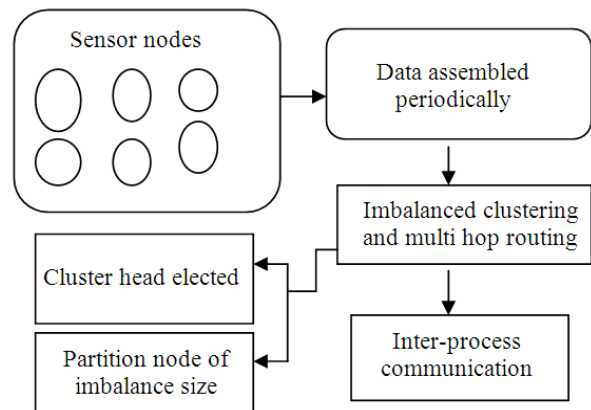 Sensor nodes
Data assembled
periodically
Imbalanced clustering
and multi hop routing
Cluster head elected
Partition node of
imbalance size
Inter-process
communication